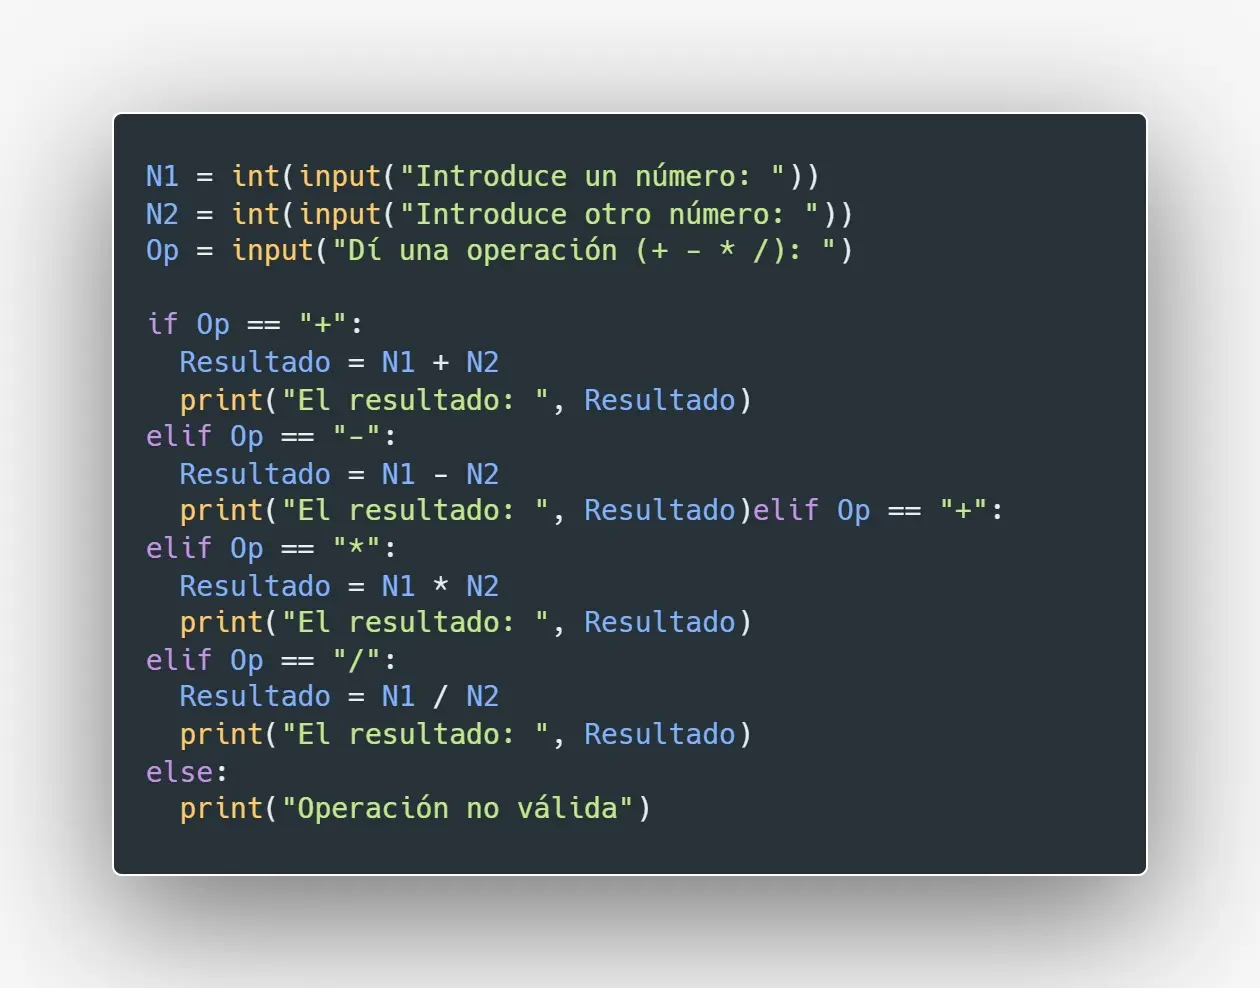 N1 = int(input("Introduce un número: "))
N2 = int(input("Introduce otro número: "))
Op = input("Dí una operación (+ - * /): ")

if Op == "+":
  Resultado = N1 + N2
  print("El resultado: ", Resultado)
elif Op == "-":
  Resultado = N1 - N2
  print("El resultado: ", Resultado)elif Op == "+":
elif Op == "*":
  Resultado = N1 * N2
  print("El resultado: ", Resultado)
elif Op == "/":
  Resultado = N1 / N2
  print("El resultado: ", Resultado)
else:
  print("Operación no válida")